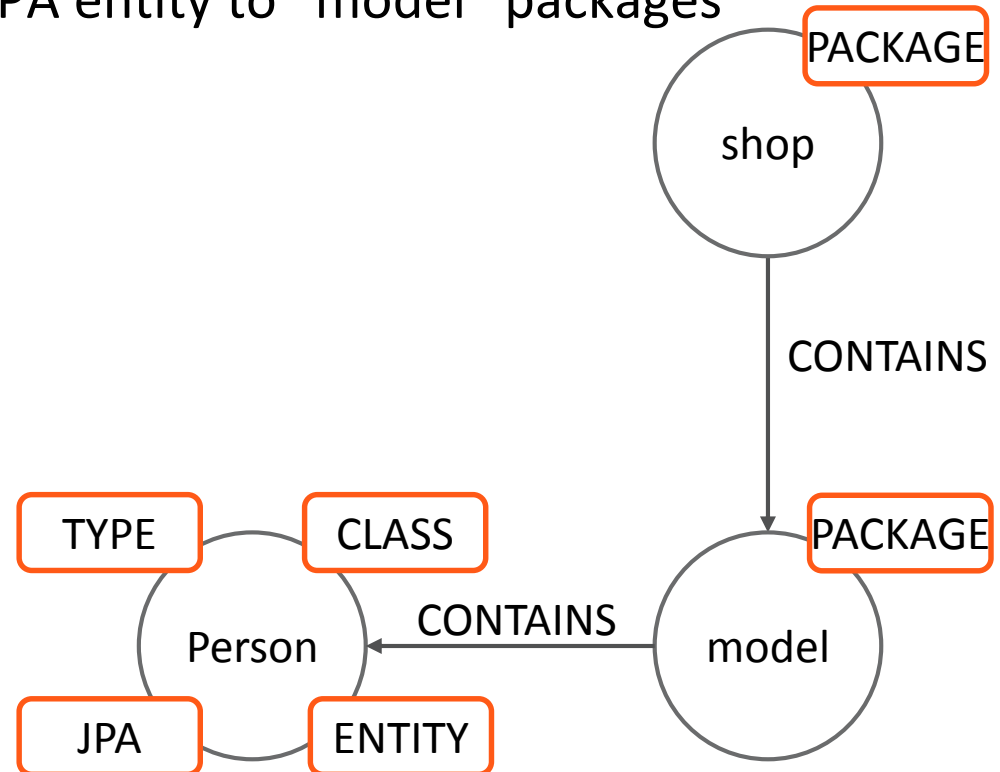 PA entity to "model" packages
PACKAGE
shop
CONTAINS
TYPE
CLASS
PACKAGE
CONTAINS
Person
model
JPA
ENTITY